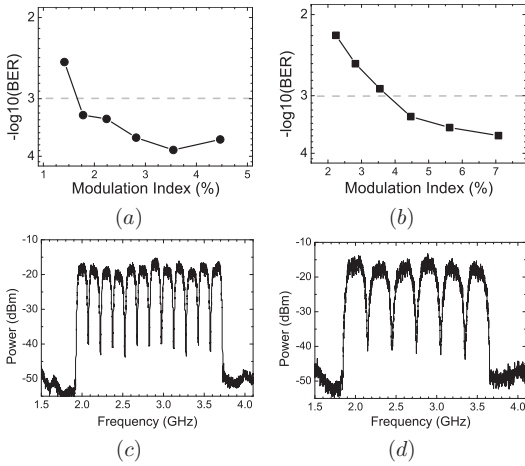 2
3
4
-log10(BER)
1 2 3 4 5
Modulation Index (%)
(a)
2
3
4
-log10(BER)
2 3 4 5 6 7
Modulation Index (%)
(b)
-10
-20
-30
-40
-50
Power (dBm)
1.5 2.0 2.5 3.0 3.5 4.0
Frequency (GHz)
(c)
-10
-20
-30
-40
-50
Power (dBm)
1.5 2.0 2.5 3.0 3.5 4.0
Frequency (GHz)
(d)